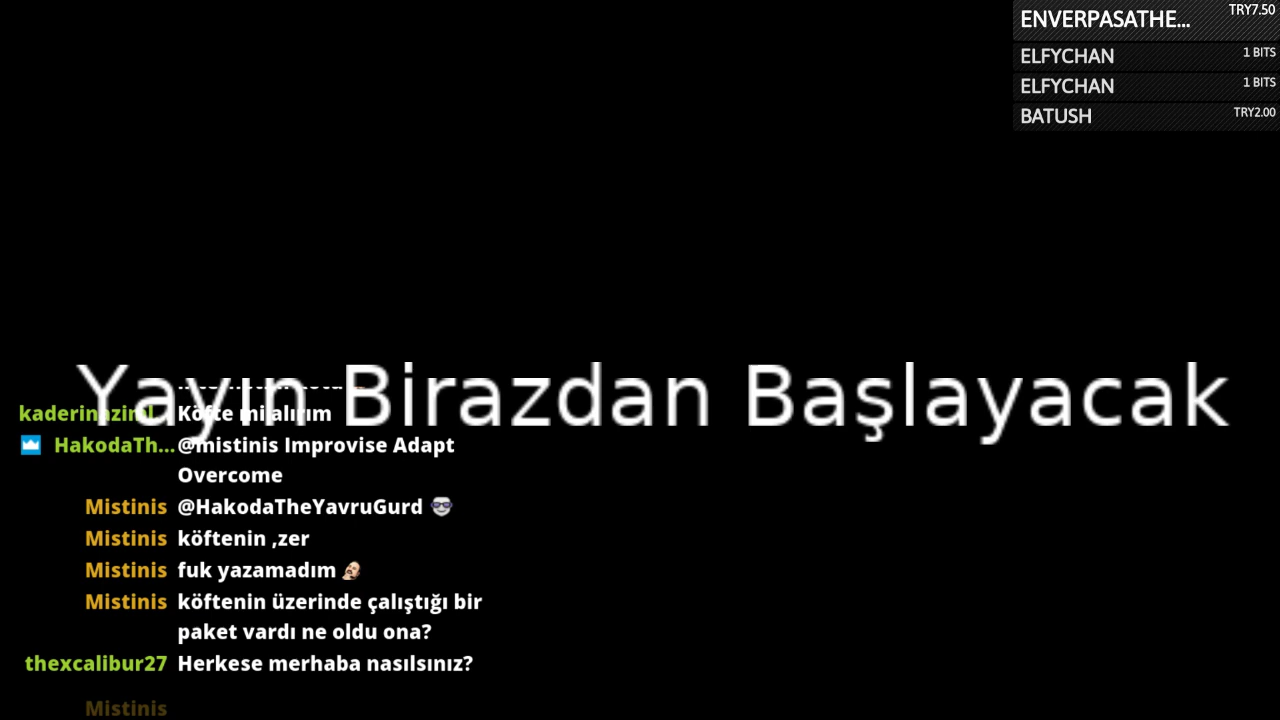 ENVERPASATHE... TRY7.50
ELFYCHAN 1 BITS
ELFYCHAN 1 BITS
BATUSH TRY2.00
Yayın Birazdan Başlayacak
Köfte mi alırım
HakodaTh... @mistinis Improvise Adapt
Overcome
Mistinis @HakodaTheYavruGurd
Mistinis köftenin ,zer
Mistinis fuk yazamadım
Mistinis köftenin üzerinde çalıştığı bir
paket vardı ne oldu ona?
thexcalibur27 Herkese merhaba nasılsınız?
Mistinis